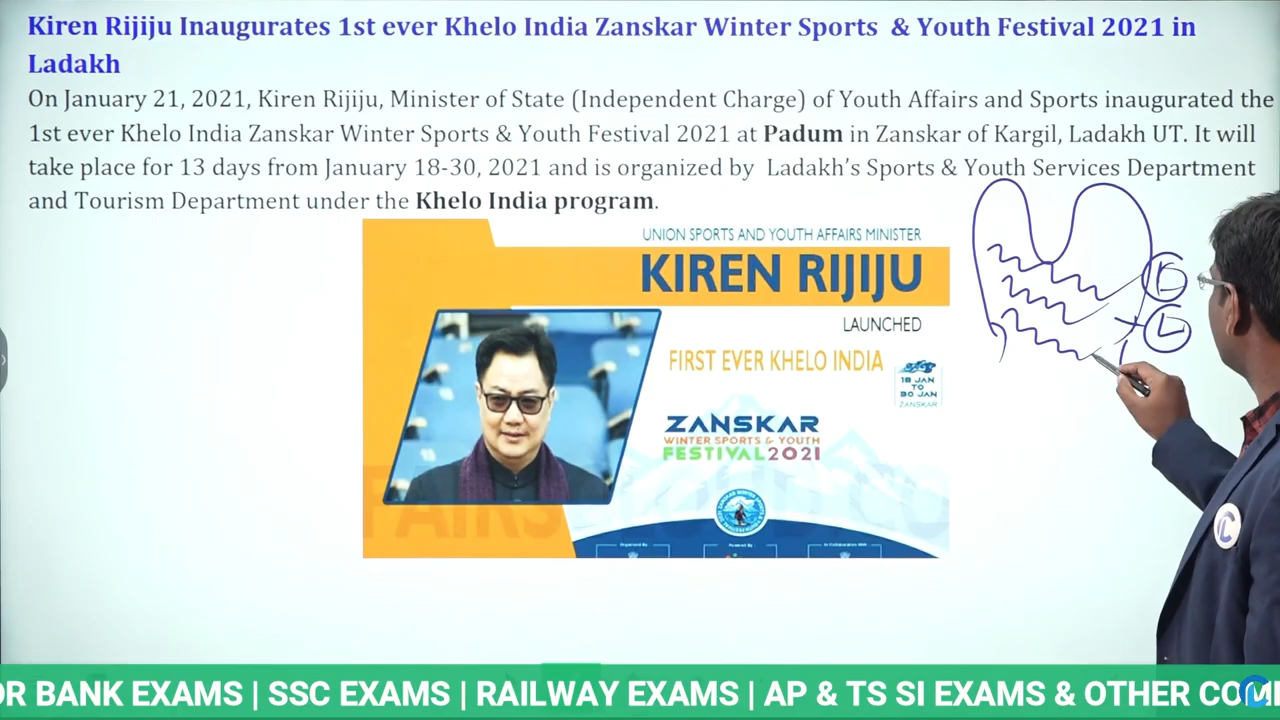 Kiren Rijiju Inaugurates 1st ever Khelo India Zanskar Winter Sports & Youth Festival 2021 in
Ladakh
On January 21, 2021, Kiren Rijiju, Minister of State (Independent Charge) of Youth Affairs and Sports inaugurated the
1st ever Khelo India Zanskar Winter Sports & Youth Festival 2021 at Padum in Zanskar of Kargil, Ladakh UT. It will
take place for 13 days from January 18-30, 2021 and is organized by Ladakh's Sports & Youth Services Department
and Tourism Department under the Khelo India program.
UNION SPORTS AND YOUTH AFFAIRS MINISTER
KIREN RIJIJU
LAUNCHED
FIRST EVER KHELO INDIA
18 JAN
TO
30 JAN
ZANSKAR
ZANSKAR
WINTER SPORTS & YOUTH
FESTIVAL 2021
L
OR BANK EXAMS | SSC EXAMS | RAILWAY EXAMS | AP & TS SI EXAMS & OTHER COM